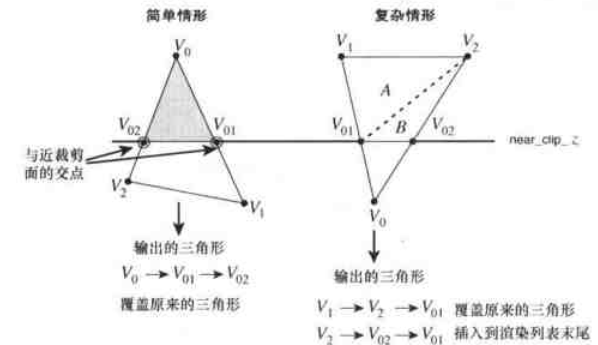 简单情形
复杂情形
V0
V02
V01
与近裁剪
面的交点
V2
V1
输出的三角形
V0 → V01 → V02
覆盖原来的三角形
V1
V2
A
V01
B
V02
near_clip_z
V0
输出的三角形
V1 → V2 → V01 覆盖原来的三角形
V2 → V02 → V01 插入到渲染列表末尾